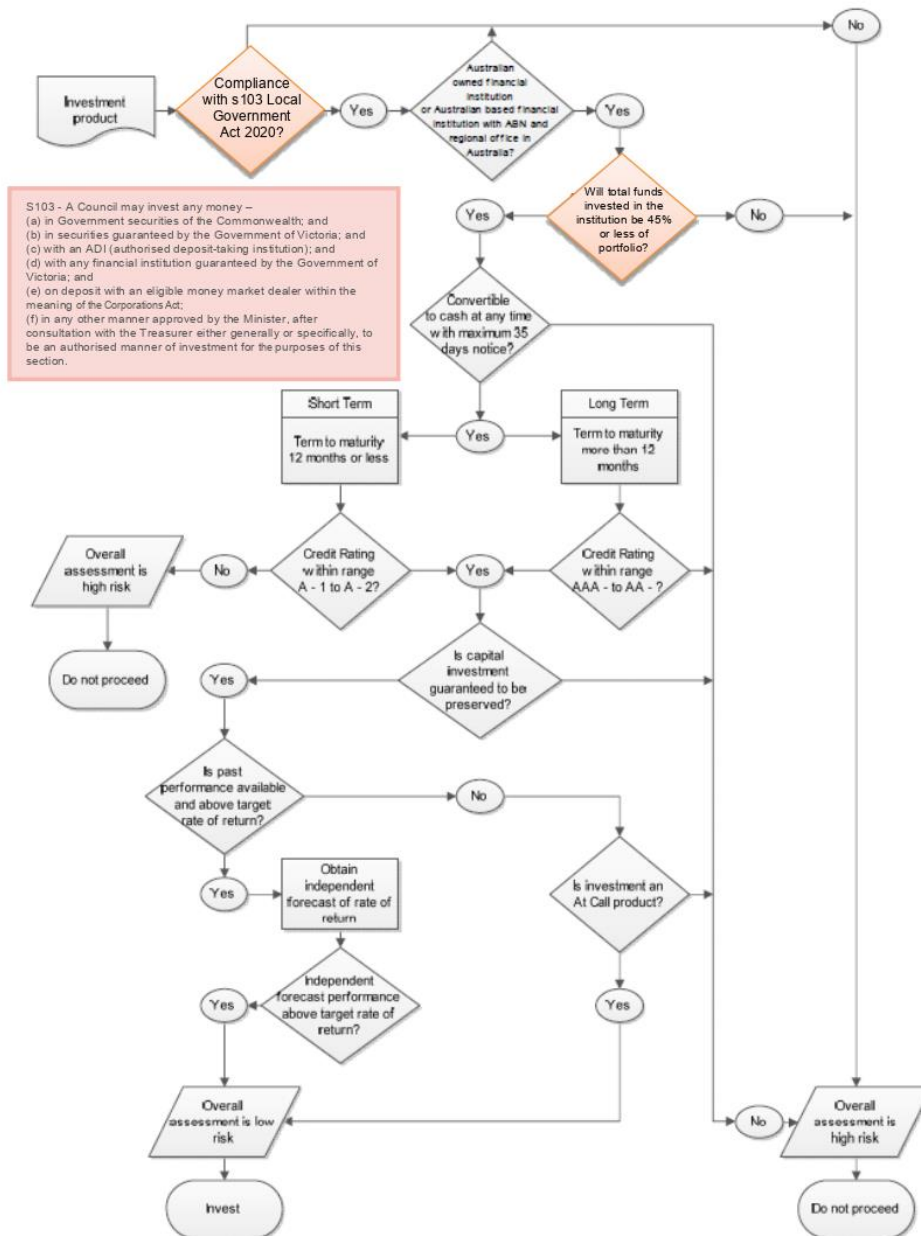 No
Investment
product
Compliance
with s103 Local
Government
Act 2020?
Yes
Australian
owned financial
institution
or Australian based financial
institution with ABN and
regional office in
Australia?
Yes
S103 - A Council may invest any money –
(a) in Government securities of the Commonwealth; and
(b) in securities guaranteed by the Government of Victoria; and
(c) with an ADI (authorised deposit-taking institution); and
(d) with any financial institution guaranteed by the Government of
Victoria; and
(e) on deposit with an eligible money market dealer within the
meaning of the Corporations Act;
(f) in any other manner approved by the Minister, after
consultation with the Treasurer either generally or specifically, to
be an authorised manner of investment for the purposes of this
section.
Yes
Will total funds
invested in the
institution be 45%
or less of
portfolio?
No
Convertible
to cash at any time
with maximum 35
days notice?
Short Term
Term to maturity
12 months or less
Yes
Long Term
Term to maturity
more than 12
months
Overall
assessment is
high risk
No
Credit Rating
within range
A - 1 to A - 2?
Yes
Credit Rating
within range
AAA - to AA - ?
Do not proceed
Yes
Is capital
investment
guaranteed to be
preserved?
Is past
performance available
and above target
rate of return?
No
Yes
Obtain
independent
forecast of rate of
return
Is investment an
At Call product?
Yes
Independent
forecast performance
above target rate of
return?
Yes
Overall
assessment is low
risk
No
Overall
assessment is
high risk
Invest
Do not proceed